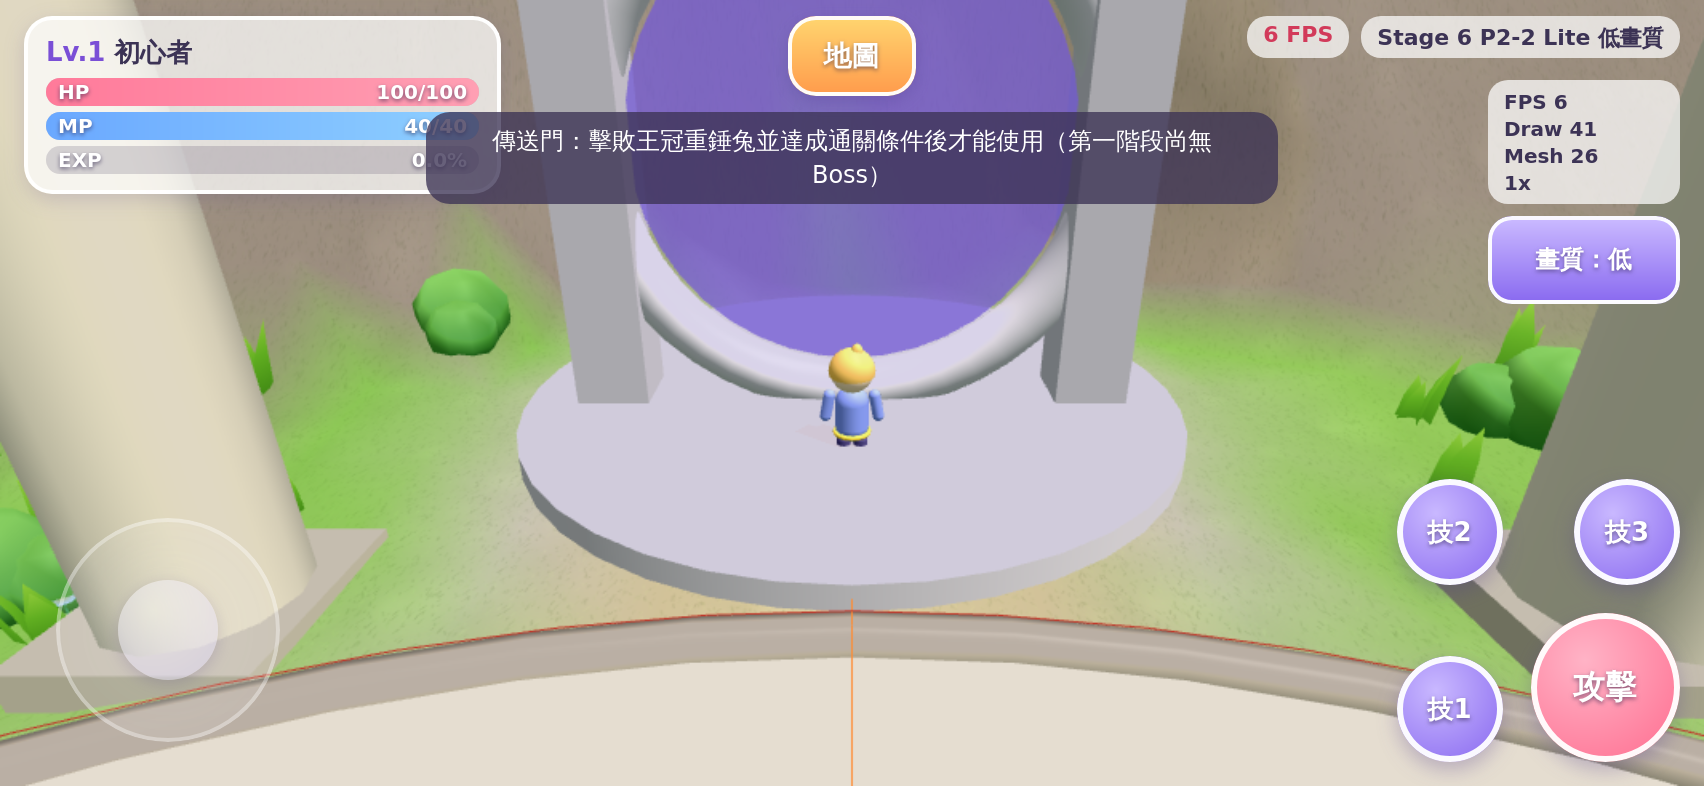 Lv.1 初心者
HP 100/100
MP 40/40
EXP 0.0%
地圖
6 FPS
Stage 6 P2-2 Lite 低畫質
傳送門：擊敗王冠重錘兔並達成通關條件後才能使用（第一階段尚無
Boss）
FPS 6
Draw 41
Mesh 26
1x
畫質：低
技2
技3
技1
攻擊